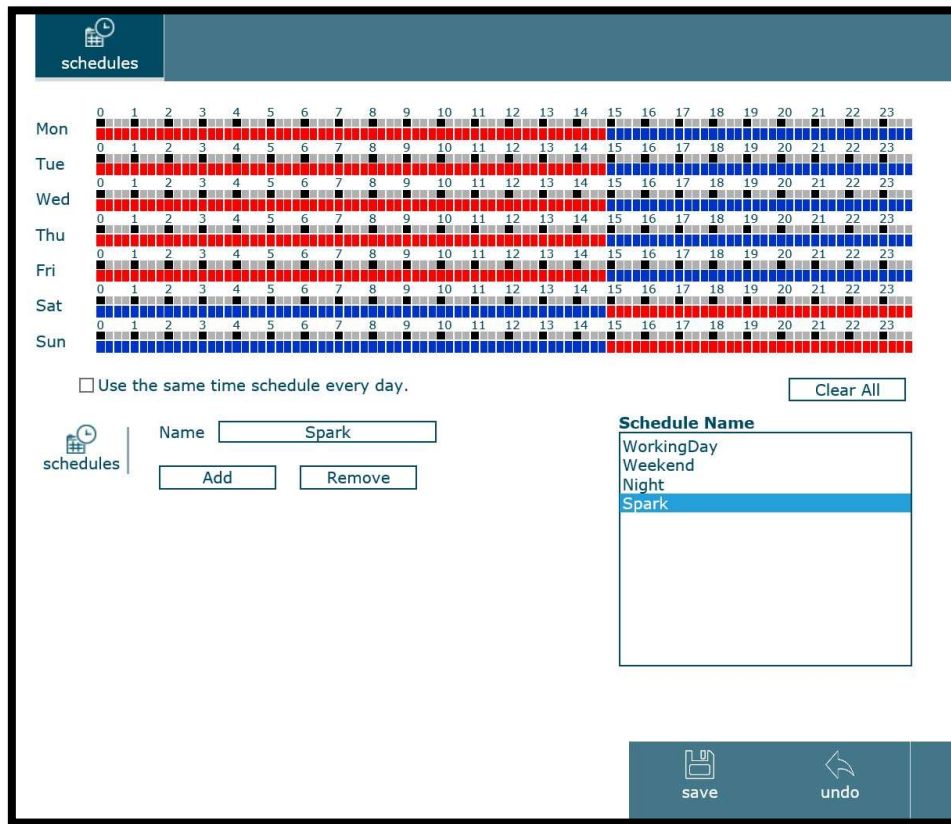 schedules
0 1 2 3 4 5 6 7 8 9 10 11 12 13 14 15 16 17 18 19 20 21 22 23
Mon
0 1 2 3 4 5 6 7 8 9 10 11 12 13 14 15 16 17 18 19 20 21 22 23
Tue
0 1 2 3 4 5 6 7 8 9 10 11 12 13 14 15 16 17 18 19 20 21 22 23
Wed
0 1 2 3 4 5 6 7 8 9 10 11 12 13 14 15 16 17 18 19 20 21 22 23
Thu
0 1 2 3 4 5 6 7 8 9 10 11 12 13 14 15 16 17 18 19 20 21 22 23
Fri
0 1 2 3 4 5 6 7 8 9 10 11 12 13 14 15 16 17 18 19 20 21 22 23
Sat
0 1 2 3 4 5 6 7 8 9 10 11 12 13 14 15 16 17 18 19 20 21 22 23
Sun
Use the same time schedule every day.
Clear All
schedules
Name Spark
Add Remove
Schedule Name
WorkingDay
Weekend
Night
Spark
save undo